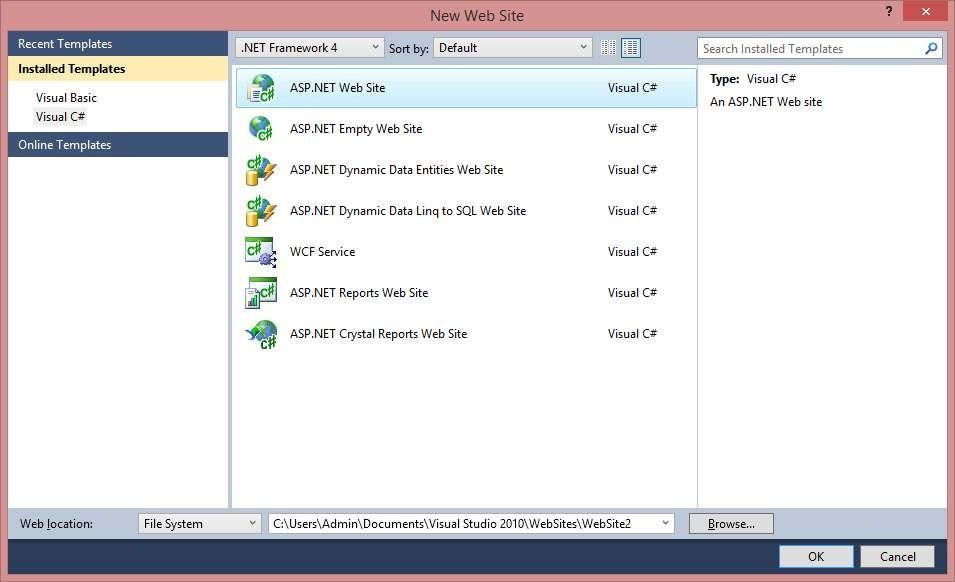 New Web Site
?
Recent Templates
Installed Templates
Visual Basic
Visual C#
Online Templates
.NET Framework 4
Sort by:
Default
Search Installed Templates
ASP.NET Web Site Visual C#
ASP.NET Empty Web Site Visual C#
ASP.NET Dynamic Data Entities Web Site Visual C#
ASP.NET Dynamic Data Linq to SQL Web Site Visual C#
WCF Service Visual C#
ASP.NET Reports Web Site Visual C#
ASP.NET Crystal Reports Web Site Visual C#
Type: Visual C#
An ASP.NET Web site
Web location:
File System
C:\Users\Admin\Documents\Visual Studio 2010\WebSites\WebSite2
Browse...
OK
Cancel